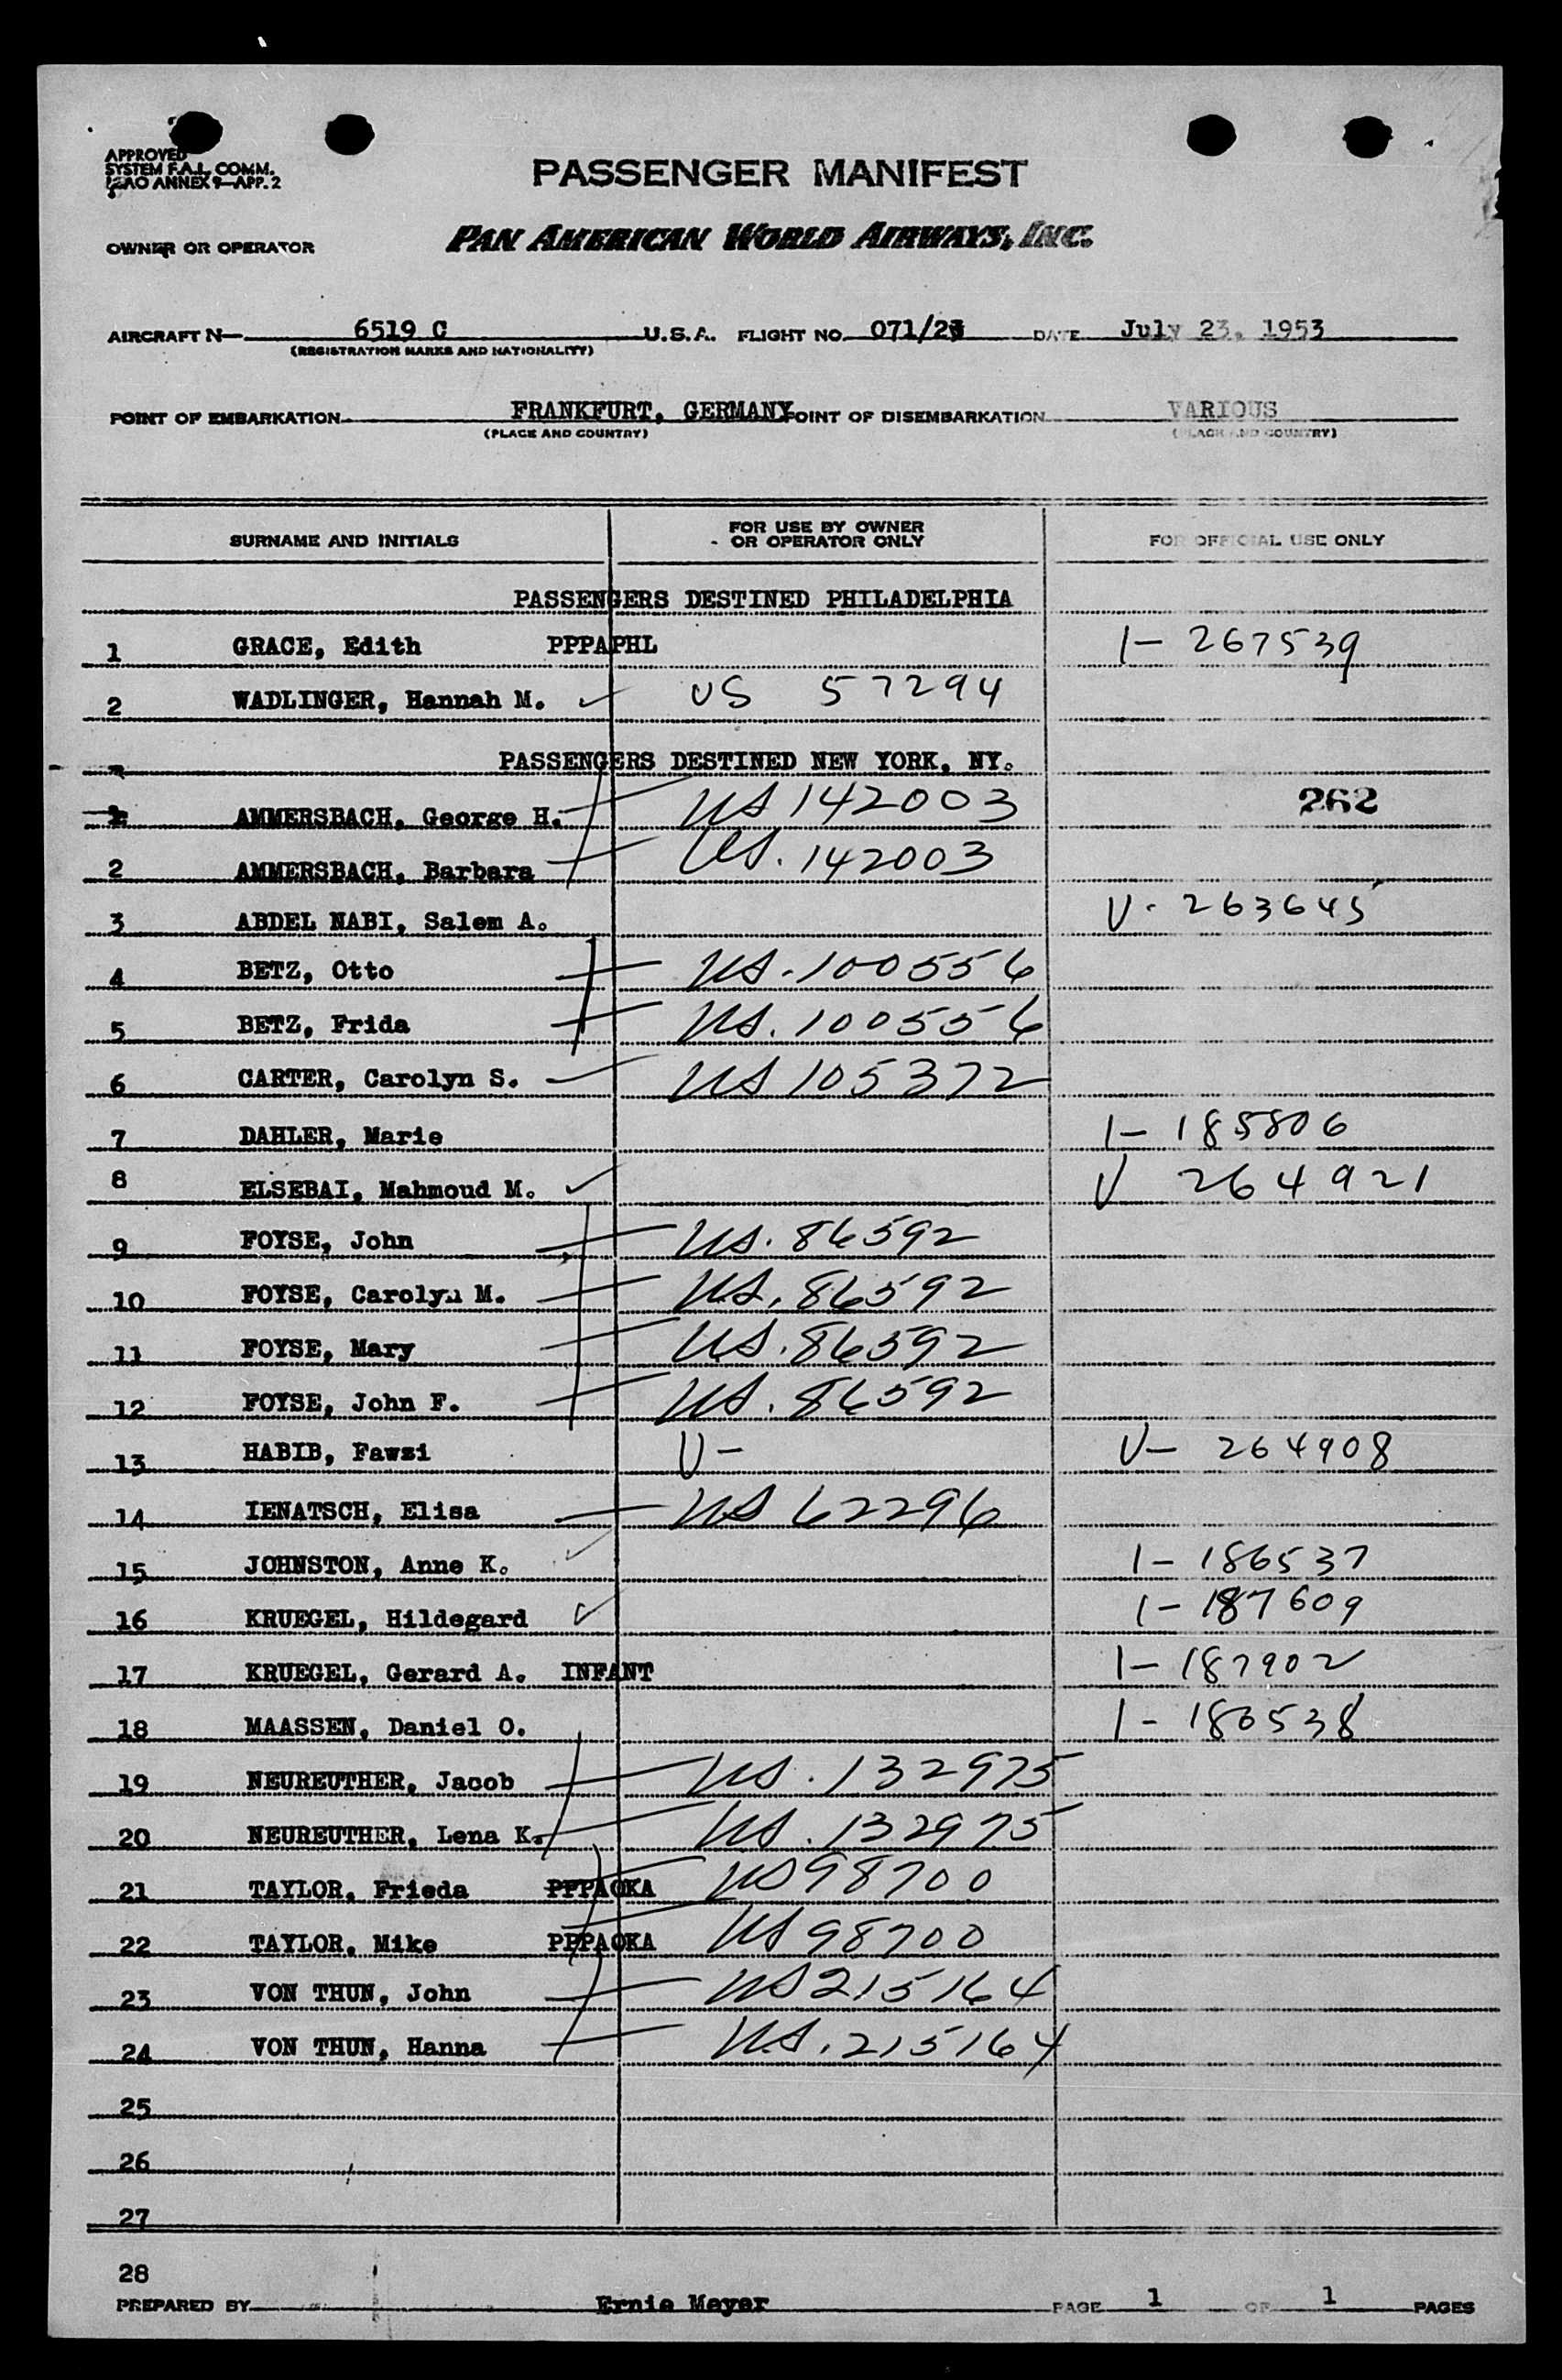 APPROVED
SYSTEM F.A.L. COMM.
ICAO ANNEX 9—APP. 2
PASSENGER MANIFEST
OWNER OR OPERATOR PAN AMERICAN WORLD AIRWAYS, INC.
AIRCRAFT N— 6519 C U.S.A. FLIGHT NO. 071/23 DATE July 23, 1953
(REGISTRATION MARKS AND NATIONALITY)
POINT OF EMBARKATION FRANKFURT, GERMANY POINT OF DISEMBARKATION VARIOUS
(PLACE AND COUNTRY) (PLACE AND COUNTRY)
SURNAME AND INITIALS FOR USE BY OWNER OR OPERATOR ONLY FOR OFFICIAL USE ONLY
PASSENGERS DESTINED PHILADELPHIA
1 GRACE, Edith PPPAPHL 1- 267539
2 WADLINGER, Hannah M. ✓ US 57294
PASSENGERS DESTINED NEW YORK, NY.
1 AMMERSBACH, George H. US 142003 262
2 AMMERSBACH, Barbara US. 142003
3 ABDEL NABI, Salem A. V- 263645
4 BETZ, Otto US. 100556
5 BETZ, Frida US. 100556
6 CARTER, Carolyn S. US 105372
7 DAHLER, Marie 1- 185806
8 ELSEBAI, Mahmoud M. ✓ V 264921
9 FOYSE, John US. 86592
10 FOYSE, Carolyn M. US. 86592
11 FOYSE, Mary US. 86592
12 FOYSE, John F. US. 86592
13 HABIB, Fawzi V- V- 264908
14 IENATSCH, Elisa US 62296
15 JOHNSTON, Anne K. ✓ 1- 186537
16 KRUEGEL, Hildegard ✓ 1- 187609
17 KRUEGEL, Gerard A. INFANT 1- 187902
18 MAASSEN, Daniel O. 1- 186538
19 NEUREUTHER, Jacob US. 132975
20 NEUREUTHER, Lena K. US. 132975
21 TAYLOR, Frieda PPPAOKA US 98700
22 TAYLOR, Mike PPPAOKA US 98700
23 VON THUN, John US 215164
24 VON THUN, Hanna US. 215164
25
26
27
28
PREPARED BY Ernie Meyer PAGE 1 OF 1 PAGES